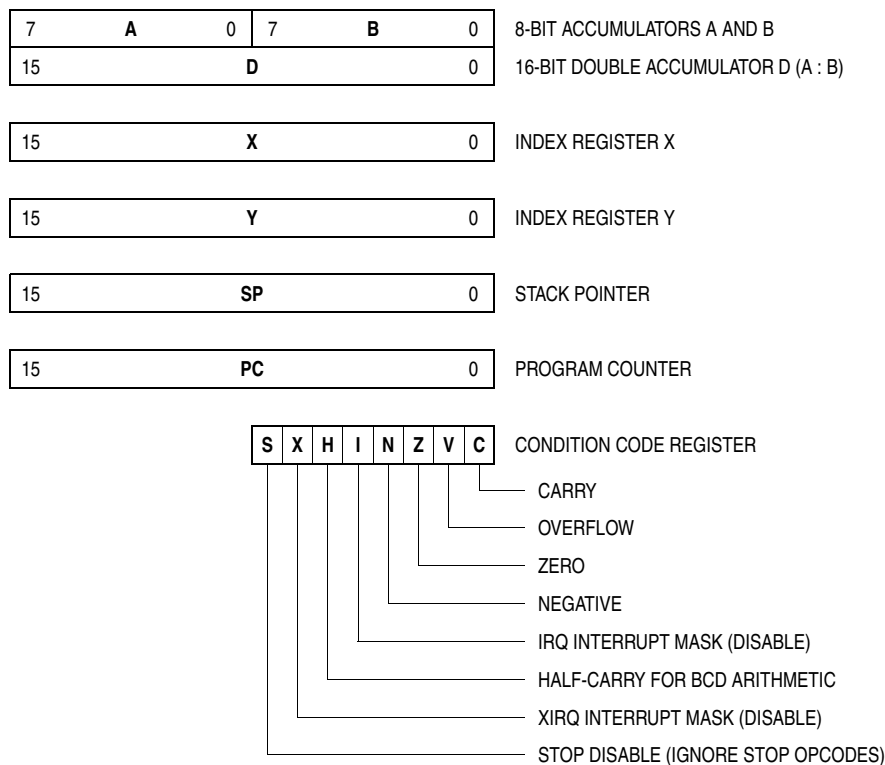 7 A 0 7 B 0 8-BIT ACCUMULATORS A AND B
15 D 0 16-BIT DOUBLE ACCUMULATOR D (A : B)
15 X 0 INDEX REGISTER X
15 Y 0 INDEX REGISTER Y
15 SP 0 STACK POINTER
15 PC 0 PROGRAM COUNTER
S X H I N Z V C CONDITION CODE REGISTER
CARRY
OVERFLOW
ZERO
NEGATIVE
IRQ INTERRUPT MASK (DISABLE)
HALF-CARRY FOR BCD ARITHMETIC
XIRQ INTERRUPT MASK (DISABLE)
STOP DISABLE (IGNORE STOP OPCODES)